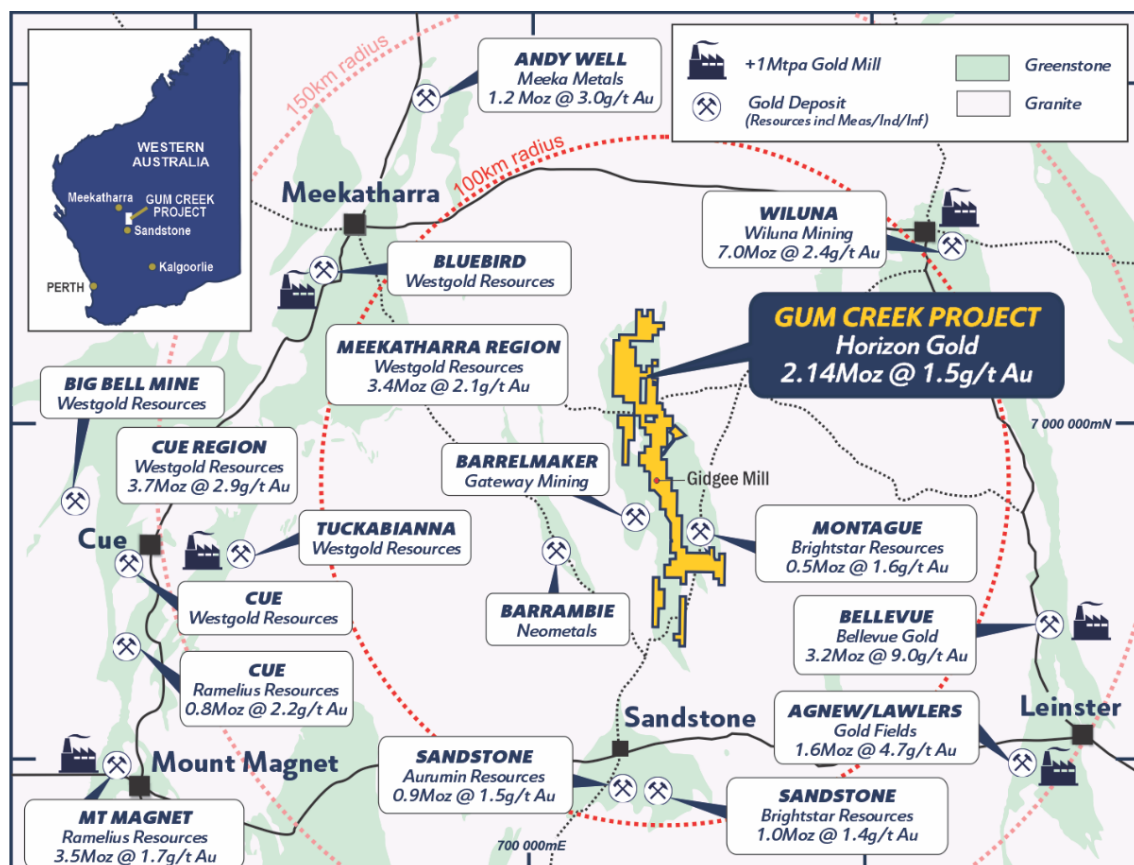 WESTERN
AUSTRALIA
Meekatharra
GUM CREEK
PROJECT
Sandstone
Kalgoorlie
PERTH
150km radius
100km radius
ANDY WELL
Meeka Metals
1.2 Moz @ 3.0g/t Au
+1Mtpa Gold Mill
Gold Deposit
(Resources incl Meas/Ind/Inf)
Greenstone
Granite
Meekatharra
BLUEBIRD
Westgold Resources
WILUNA
Wiluna Mining
7.0Moz @ 2.4g/t Au
GUM CREEK PROJECT
Horizon Gold
2.14Moz @ 1.5g/t Au
MEEKATHARRA REGION
Westgold Resources
3.4Moz @ 2.1g/t Au
BIG BELL MINE
Westgold Resources
7 000 000mN
CUE REGION
Westgold Resources
3.7Moz @ 2.9g/t Au
BARRELMAKER
Gateway Mining
Gidgee Mill
TUCKABIANNA
Westgold Resources
MONTAGUE
Brightstar Resources
0.5Moz @ 1.6g/t Au
Cue
CUE
Westgold Resources
BARRAMBIE
Neometals
BELLEVUE
Bellevue Gold
3.2Moz @ 9.0g/t Au
CUE
Ramelius Resources
0.8Moz @ 2.2g/t Au
Sandstone
AGNEW/LAWLERS
Gold Fields
1.6Moz @ 4.7g/t Au
Leinster
Mount Magnet
SANDSTONE
Aurumin Resources
0.9Moz @ 1.5g/t Au
SANDSTONE
Brightstar Resources
1.0Moz @ 1.4g/t Au
MT MAGNET
Ramelius Resources
3.5Moz @ 1.7g/t Au
700 000mE